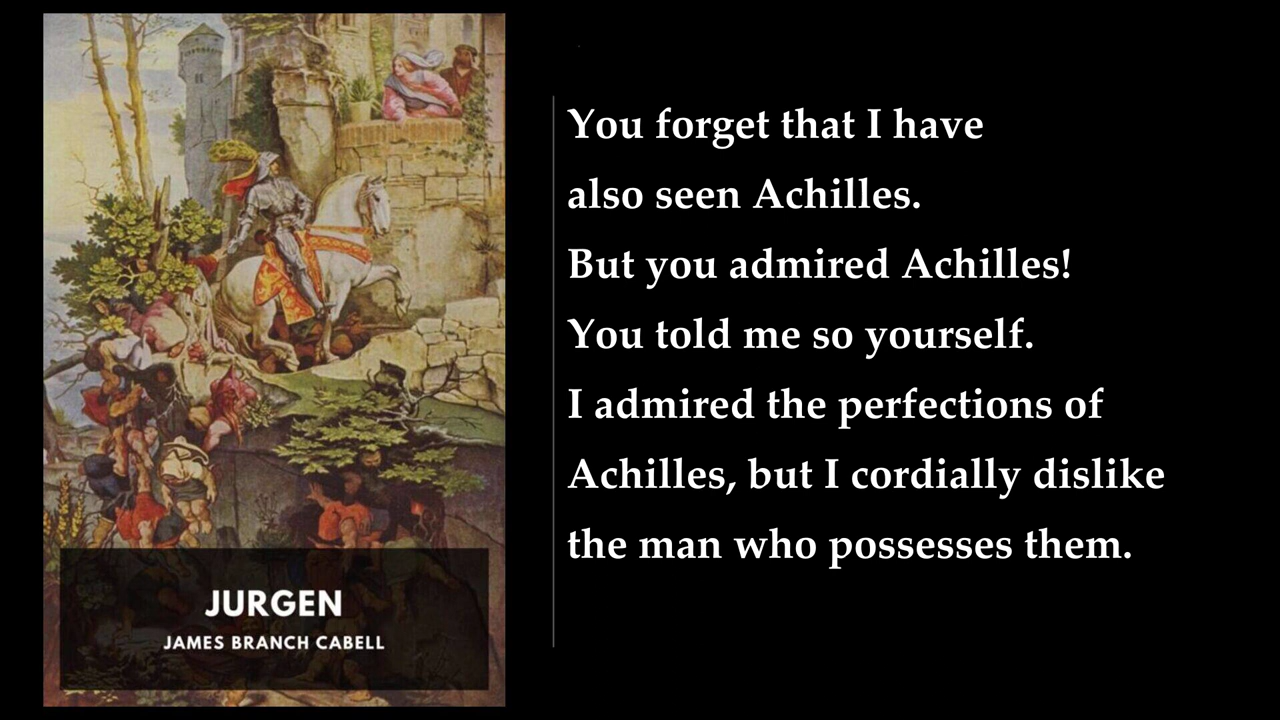 JURGEN
JAMES BRANCH CABELL
You forget that I have
also seen Achilles.
But you admired Achilles!
You told me so yourself.
I admired the perfections of
Achilles, but I cordially dislike
the man who possesses them.